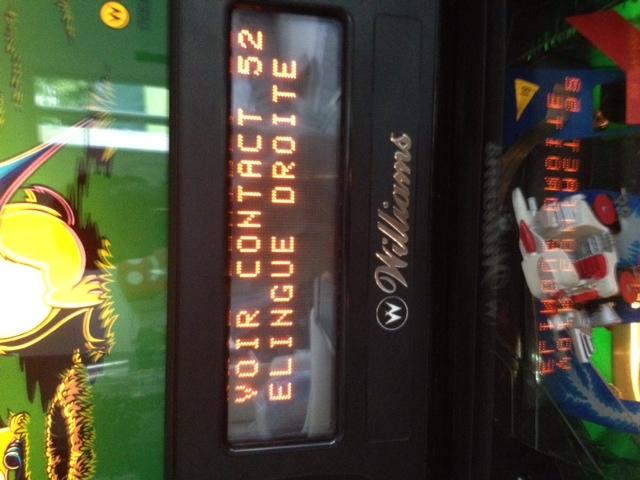 VOIR CONTACT 52
ELINGUE DROITE
W Williams